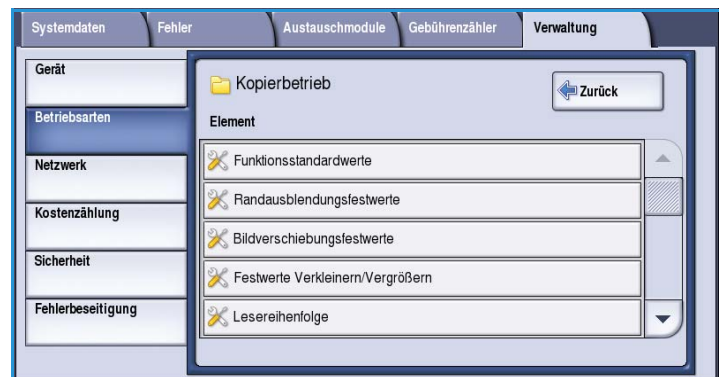 Systemdaten
Fehler
Austauschmodule
Gebührenzähler
Verwaltung
Gerät
Betriebsarten
Netzwerk
Kostenzählung
Sicherheit
Fehlerbeseitigung
Kopierbetrieb
Zurück
Element
Funktionsstandardwerte
Randausblendungsfestwerte
Bildverschiebungsfestwerte
Festwerte Verkleinern/Vergrößern
Lesereihenfolge